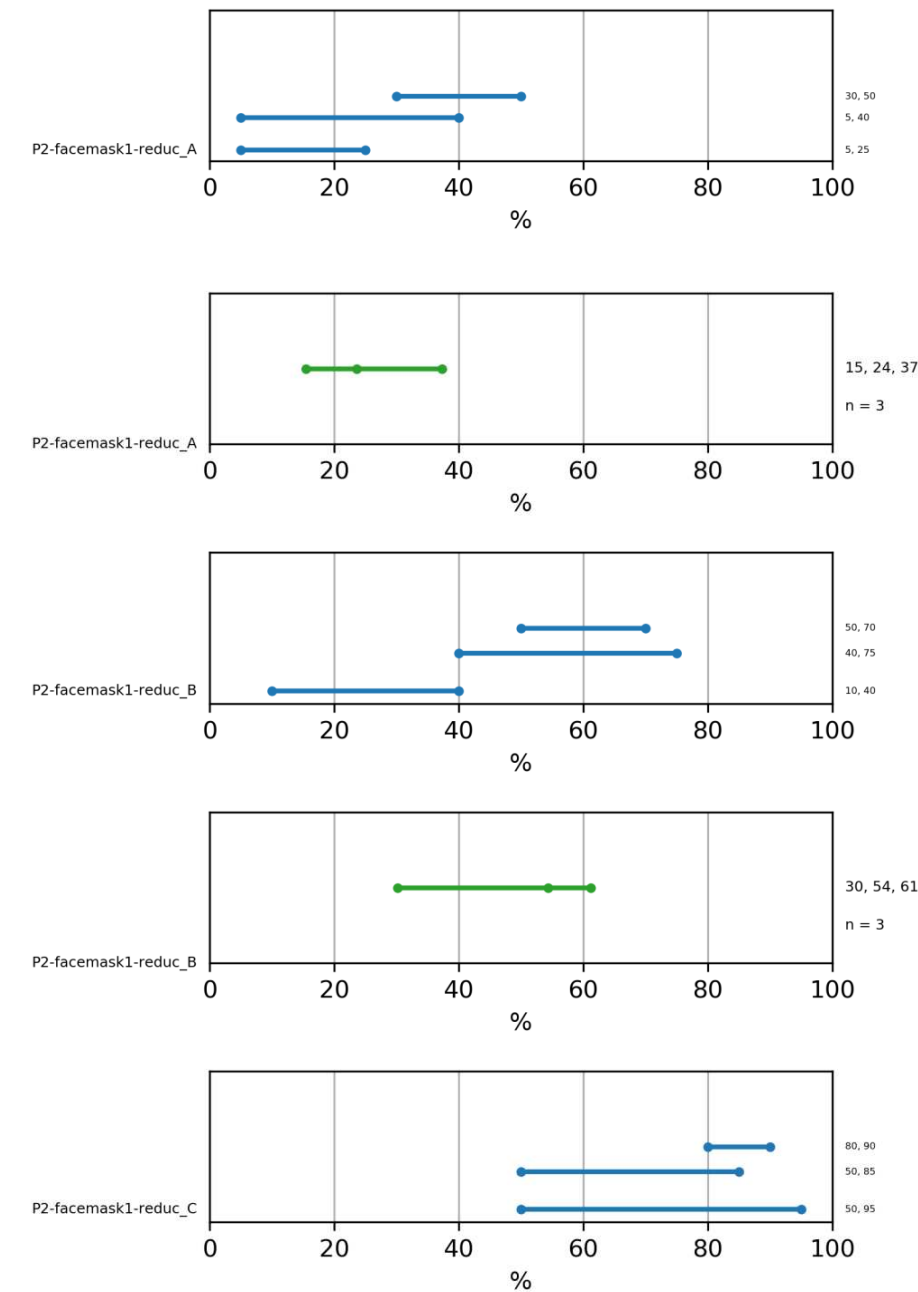 30, 50
5, 40
P2-facemask1-reduc_A 5, 25
0 20 40 60 80 100
%
15, 24, 37
n = 3
P2-facemask1-reduc_A
0 20 40 60 80 100
%
50, 70
40, 75
P2-facemask1-reduc_B 10, 40
0 20 40 60 80 100
%
30, 54, 61
n = 3
P2-facemask1-reduc_B
0 20 40 60 80 100
%
80, 90
50, 85
P2-facemask1-reduc_C 50, 95
0 20 40 60 80 100
%